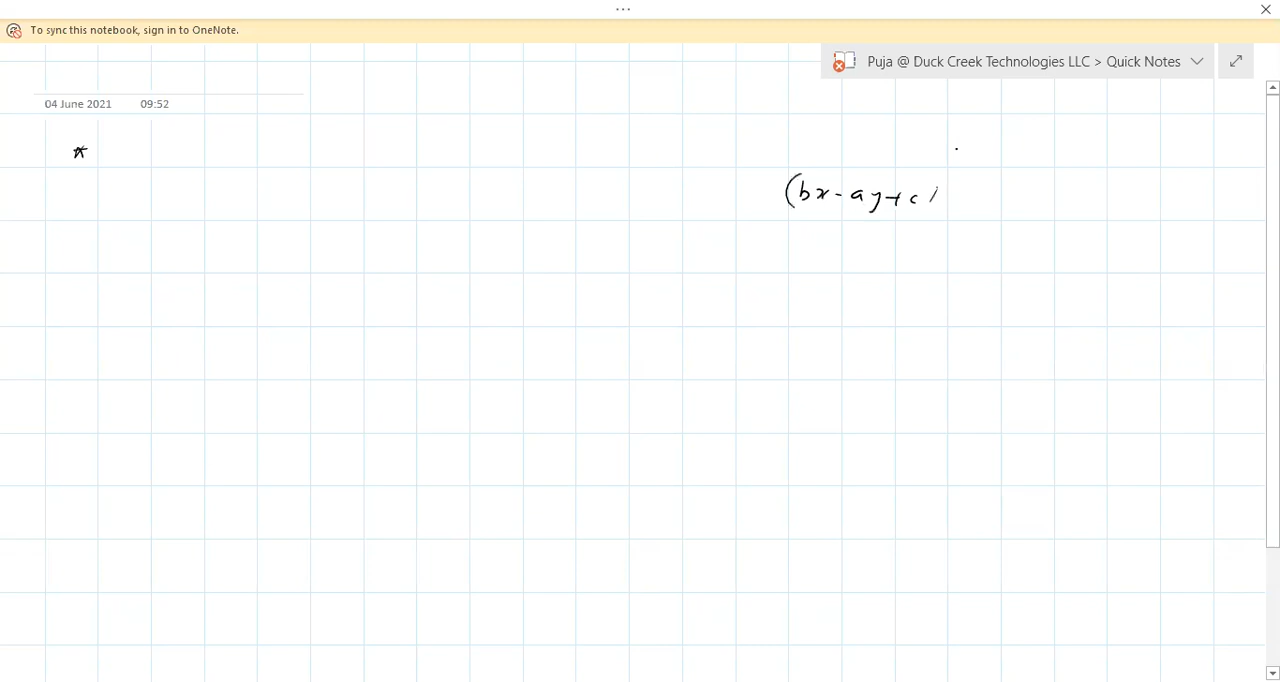 To sync this notebook, sign in to OneNote.
Puja @ Duck Creek Technologies LLC > Quick Notes
04 June 2021 09:52
(bx - ay + c)